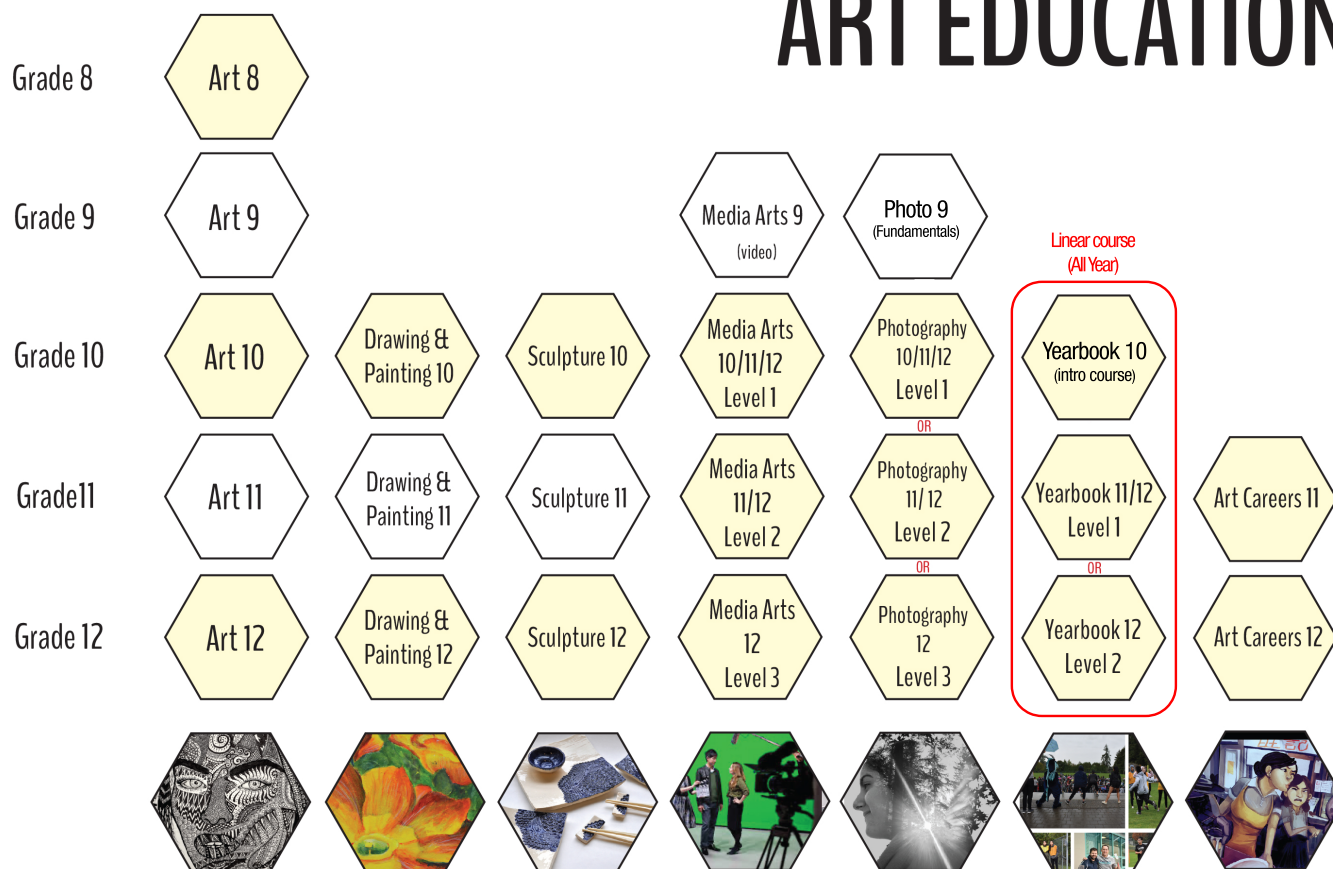 ART EDUCATION
Grade 8
Art 8
Grade 9
Art 9
Media Arts 9
(video)
Photo 9
(Fundamentals)
Linear course
(All Year)
Grade 10
Art 10
Drawing &
Painting 10
Sculpture 10
Media Arts
10/11/12
Level 1
Photography
10/11/12
Level 1
OR
Yearbook 10
(intro course)
Grade11
Art 11
Drawing &
Painting 11
Sculpture 11
Media Arts
11/12
Level 2
Photography
11/ 12
Level 2
OR
Yearbook 11/12
Level 1
OR
Art Careers 11
Grade 12
Art 12
Drawing &
Painting 12
Sculpture 12
Media Arts
12
Level 3
Photography
12
Level 3
Yearbook 12
Level 2
Art Careers 12